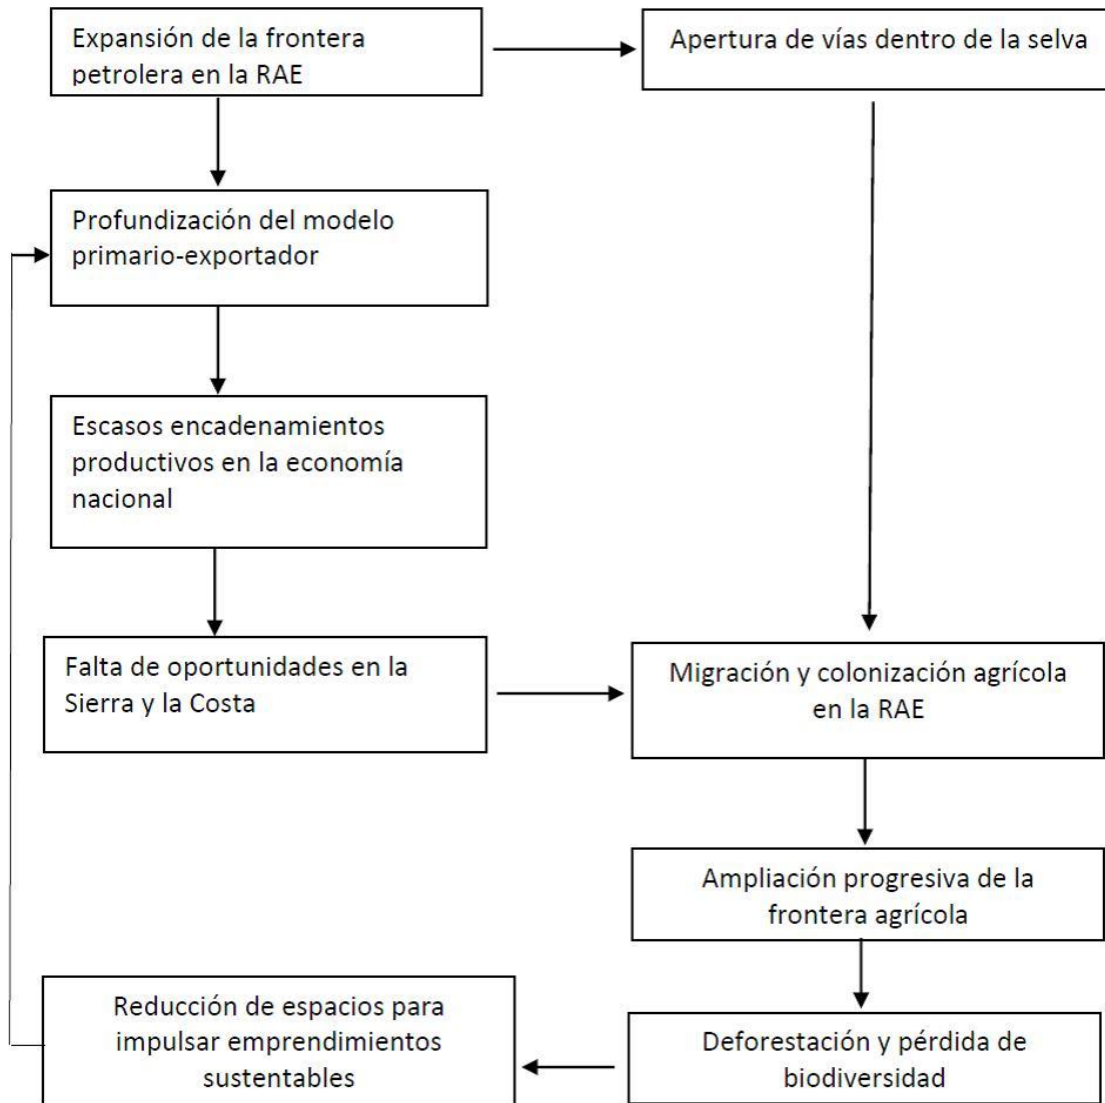 Expansión de la frontera
petrolera en la RAE
Apertura de vías dentro de la selva
Profundización del modelo
primario-exportador
Escasos encadenamientos
productivos en la economía
nacional
Falta de oportunidades en la
Sierra y la Costa
Migración y colonización agrícola
en la RAE
Ampliación progresiva de la
frontera agrícola
Deforestación y pérdida de
biodiversidad
Reducción de espacios para
impulsar emprendimientos
sustentables